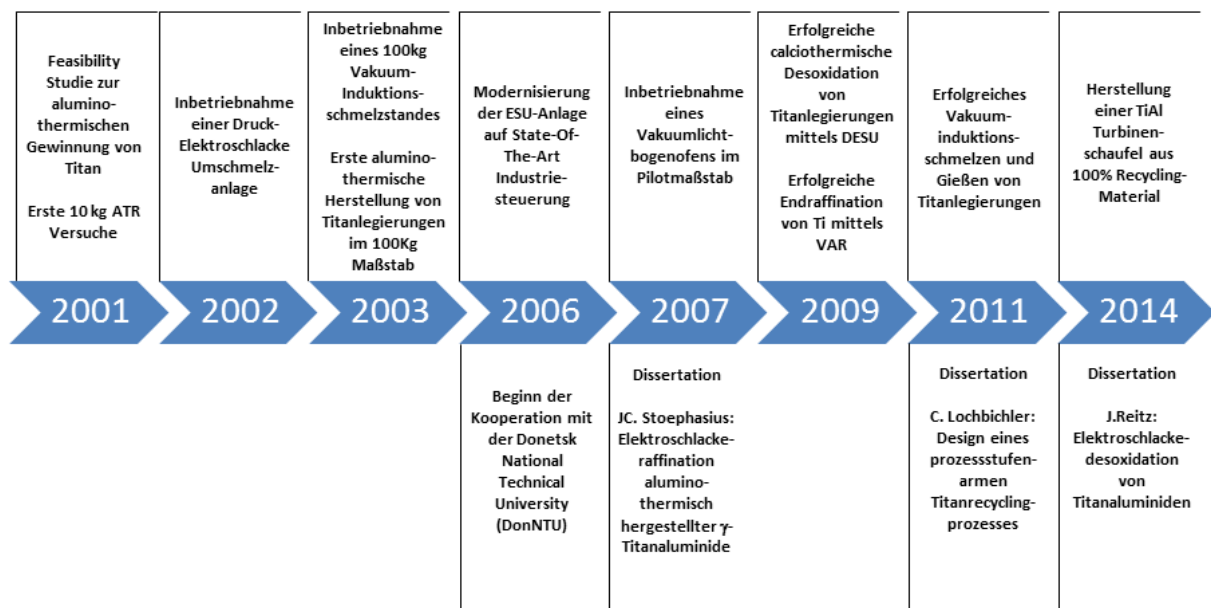 Feasibility
Studie zur
alumino-
thermischen
Gewinnung von
Titan
Erste 10 kg ATR
Versuche
Inbetriebnahme
einer Druck-
Elektroschlacke
Umschmelz-
anlage
Inbetriebnahme
eines 100kg
Vakuum-
Induktions-
schmelzstandes
Erste alumino-
thermische
Herstellung von
Titanlegierungen
im 100Kg
Maßstab
Modernisierung
der ESU-Anlage
auf State-Of-
The-Art
Industrie-
steuerung
Inbetriebnahme
eines
Vakuumlicht-
bogenofens im
Pilotmaßstab
Erfolgreiche
calciothermische
Desoxidation
von
Titanlegierungen
mittels DESU
Erfolgreiche
Endraffination
von Ti mittels
VAR
Erfolgreiches
Vakuum-
induktions-
schmelzen und
Gießen von
Titanlegierungen
Herstellung
einer TiAl
Turbinen-
schaufel aus
100% Recycling-
Material
2001
2002
2003
2006
2007
2009
2011
2014
Beginn der
Kooperation mit
der Donetsk
National
Technical
University
(DonNTU)
Dissertation
JC. Stoephasius:
Elektroschlacke-
raffination
alumino-
thermisch
hergestellter γ-
Titanaluminide
Dissertation
C. Lochbichler:
Design eines
prozessstufen-
armen
Titanrecycling-
prozesses
Dissertation
J.Reitz:
Elektroschlacke-
desoxidation
von
Titanaluminiden